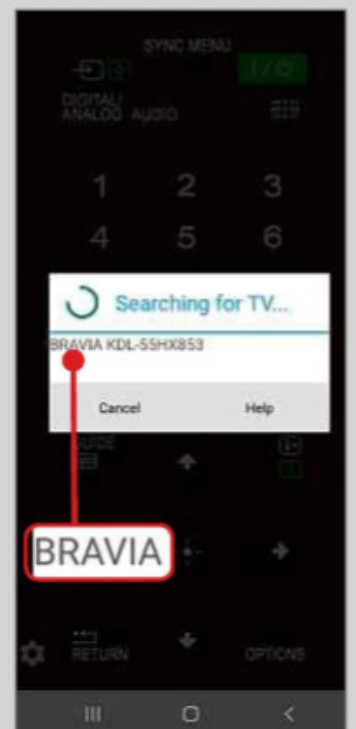 SYNC MENU
I/⏻
DIGITAL/
ANALOG AUDIO
1 2 3
4 5 6
Searching for TV...
BRAVIA KDL-55HX853
Cancel Help
GUIDE
i+
?
BRAVIA
RETURN OPTIONS